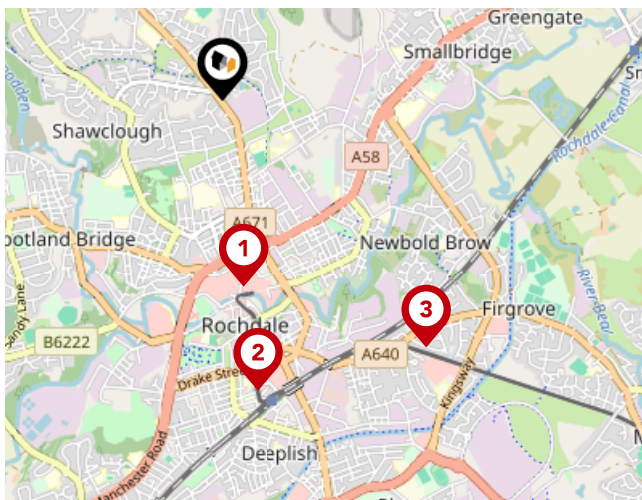 Greengate
Smallbridge
Shawclough
A58
Rochdale Canal
A671
ootland Bridge
1
Newbold Brow
River Beal
Sandy Lane
3
Firgrove
Rochdale
B6222
2
A640
Drake Street
Kingsway
Manchester Road
Deeplish